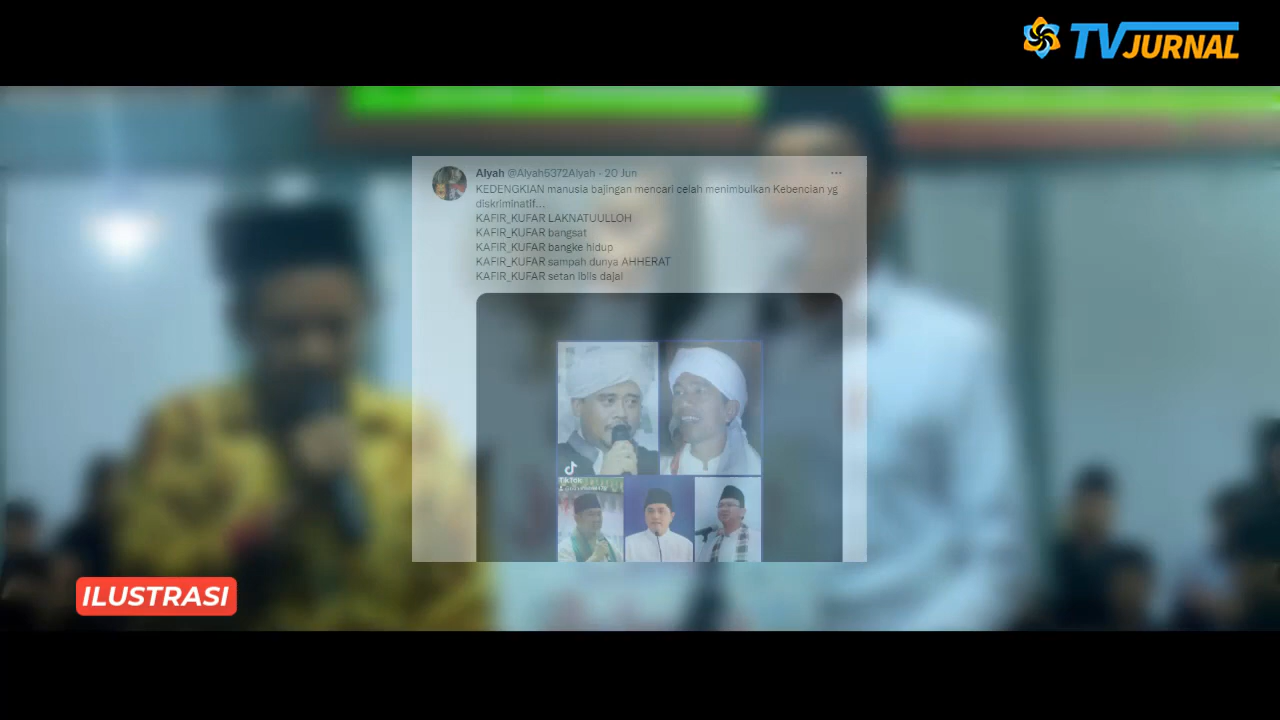 TVJURNAL
Alyah @Alyah5372Alyah - 20 Jun
KEDENGKIAN manusia bajingan mencari celah menimbulkan Kebencian yg
diskriminatif...
KAFIR_KUFAR LAKNATUULLOH
KAFIR_KUFAR bangsat
KAFIR_KUFAR bangke hidup
KAFIR_KUFAR sampah dunya AHHERAT
KAFIR_KUFAR setan iblis dajal
TikTok
ILUSTRASI